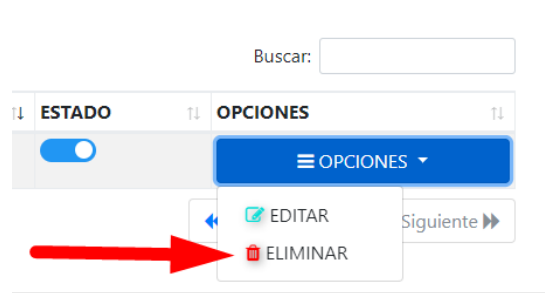 Buscar:
ESTADO OPCIONES
OPCIONES
EDITAR Siguiente
ELIMINAR